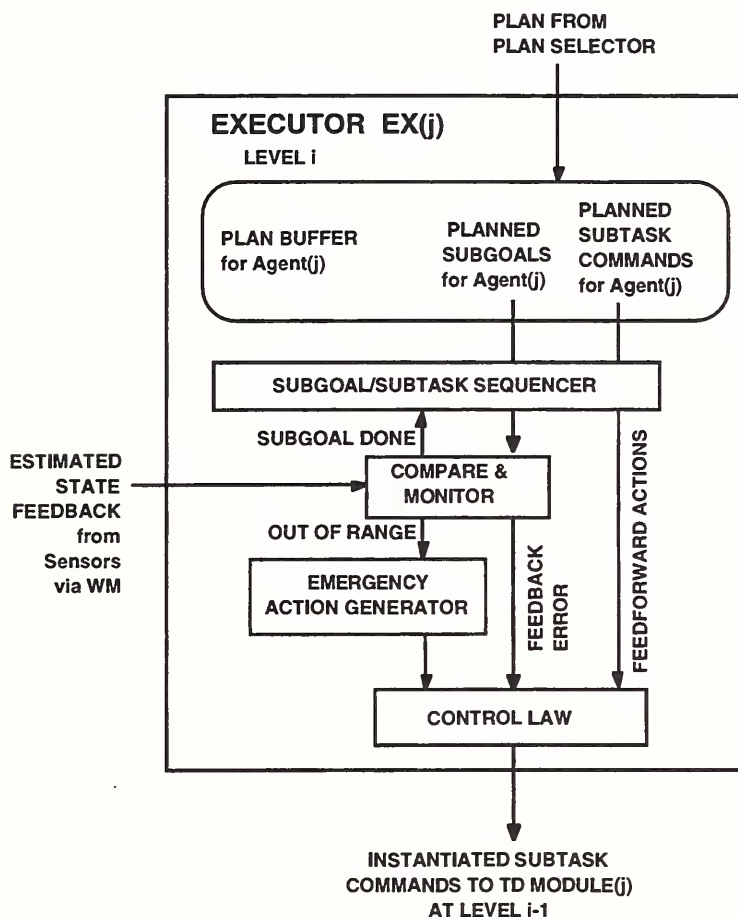 PLAN FROM
PLAN SELECTOR
EXECUTOR EX(j)
LEVEL i
PLAN BUFFER
for Agent(j)
PLANNED
SUBGOALS
for Agent(j)
PLANNED
SUBTASK
COMMANDS
for Agent(j)
SUBGOAL/SUBTASK SEQUENCER
SUBGOAL DONE
ESTIMATED
STATE
FEEDBACK
from
Sensors
via WM
COMPARE &
MONITOR
OUT OF RANGE
EMERGENCY
ACTION GENERATOR
FEEDBACK
ERROR
FEEDFORWARD ACTIONS
CONTROL LAW
INSTANTIATED SUBTASK
COMMANDS TO TD MODULE(j)
AT LEVEL i-1